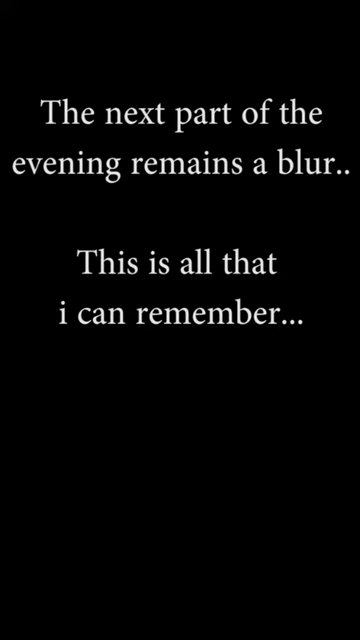 The next part of the
evening remains a blur..
This is all that
i can remember...